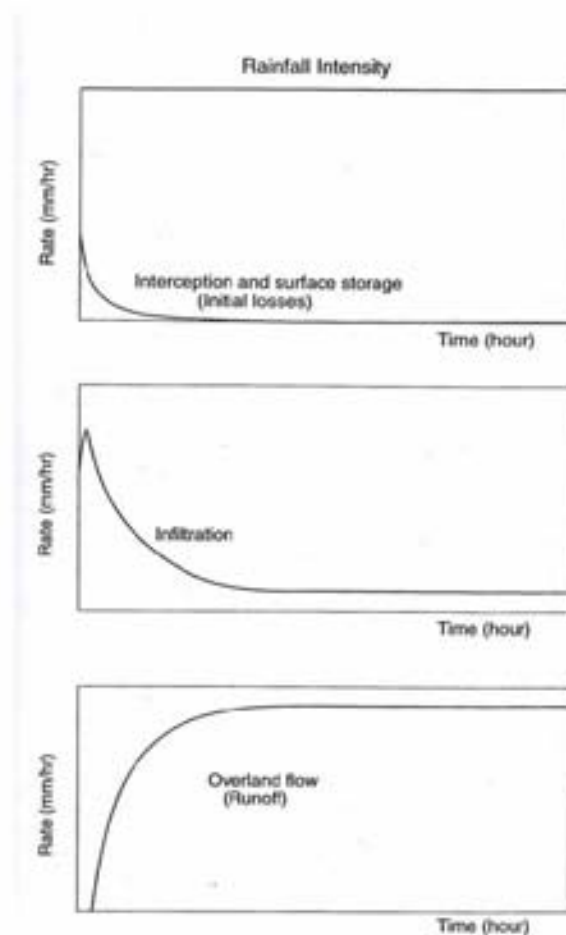 Rainfall Intensity
Rate (mm/hr)
Interception and surface storage
(Initial losses)
Time (hour)
Rate (mm/hr)
Infiltration
Time (hour)
Rate (mm/hr)
Overland flow
(Runoff)
Time (hour)